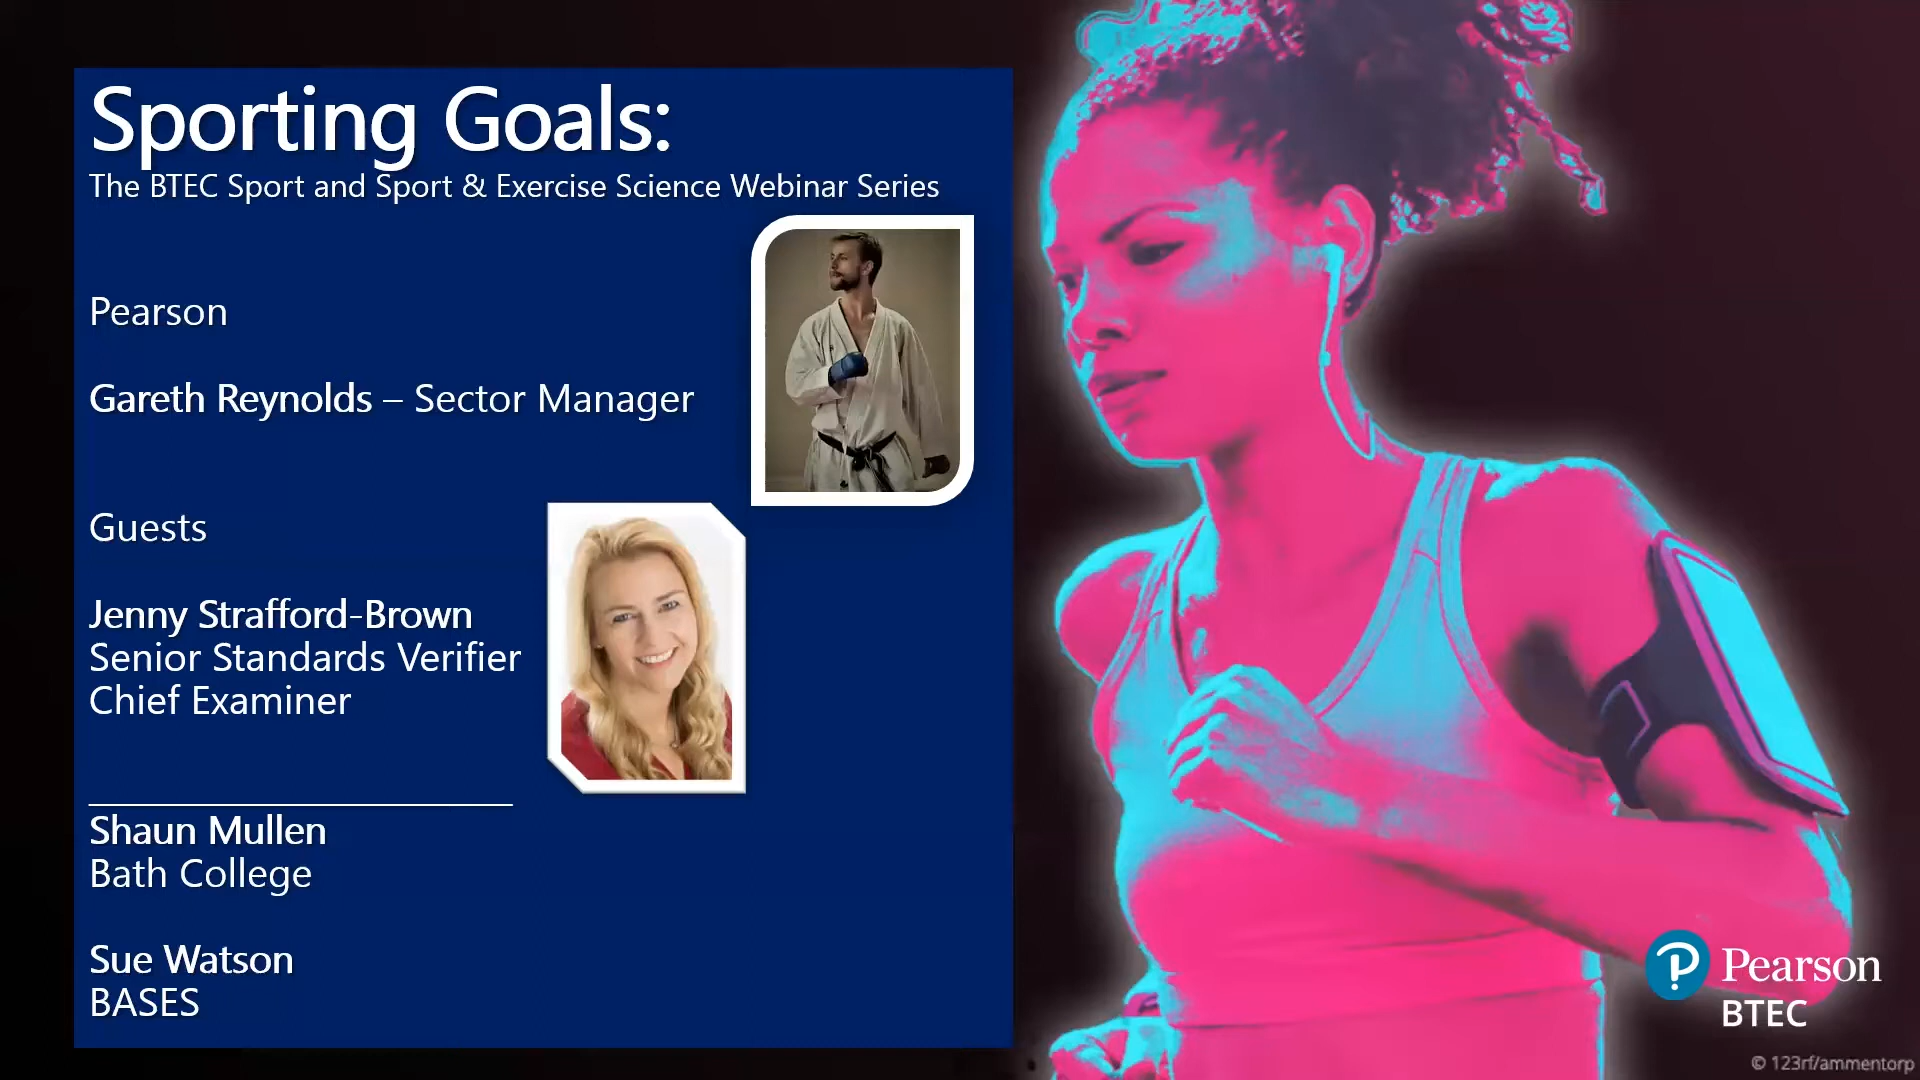 Sporting Goals:
The BTEC Sport and Sport & Exercise Science Webinar Series
Pearson
Gareth Reynolds – Sector Manager
Guests
Jenny Strafford-Brown
Senior Standards Verifier
Chief Examiner
Shaun Mullen
Bath College
Sue Watson
BASES
Pearson
BTEC
© 123rf/ammentorp